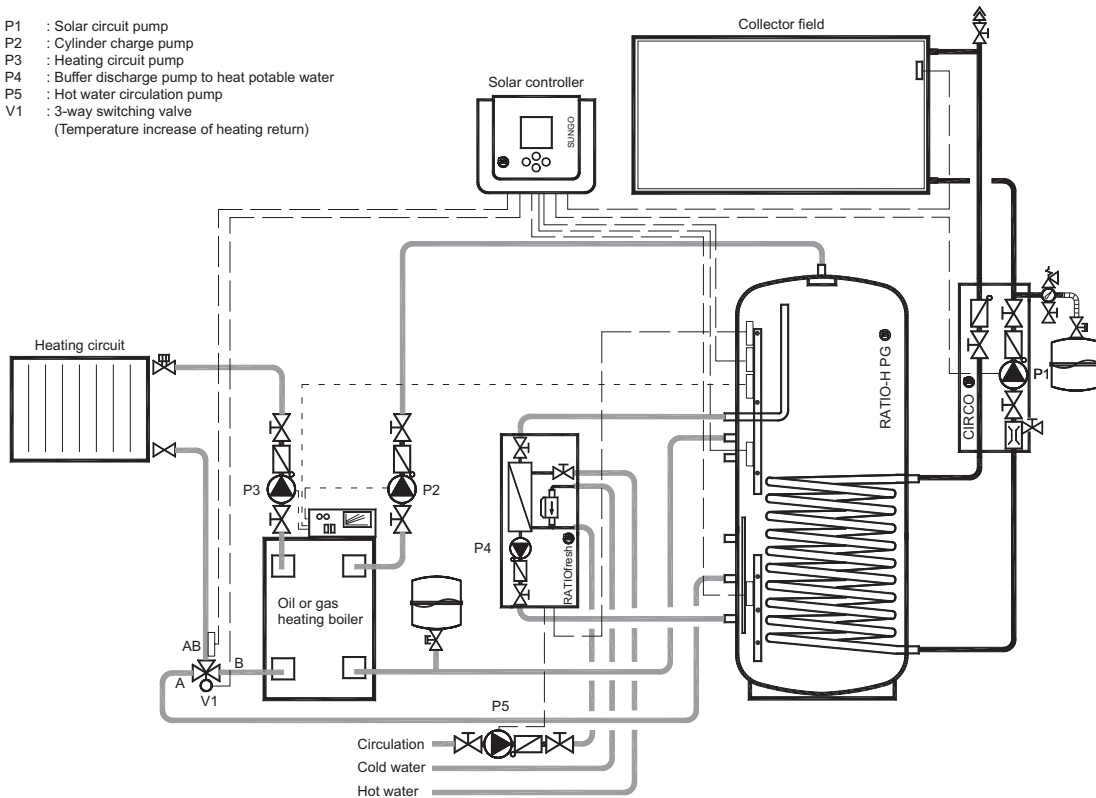 P1 : Solar circuit pump
P2 : Cylinder charge pump
P3 : Heating circuit pump
P4 : Buffer discharge pump to heat potable water
P5 : Hot water circulation pump
V1 : 3-way switching valve
(Temperature increase of heating return)
Collector field
Solar controller
SUNGO
Heating circuit
RATIO-H PG
CIRCO
P1
P3
P2
P4
RATIOfresh
Oil or gas
heating boiler
AB
B
A
V1
P5
Circulation
Cold water
Hot water